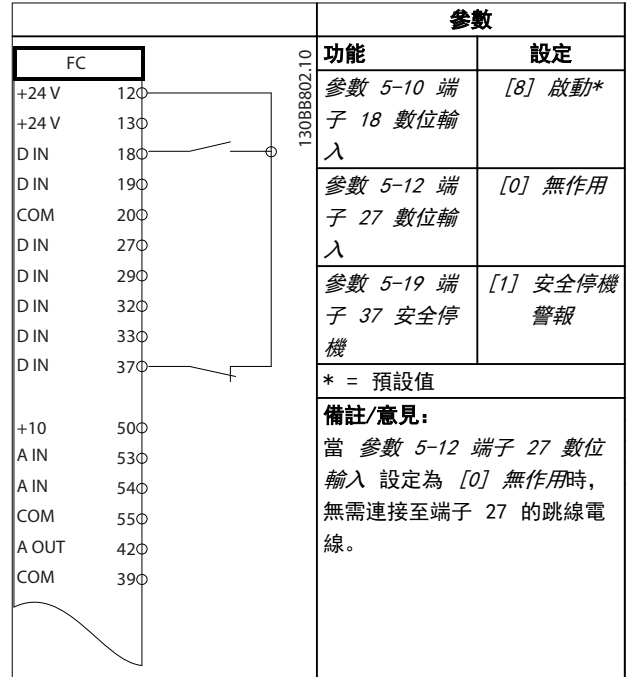 FC
+24 V 12
+24 V 13
D IN 18
D IN 19
COM 20
D IN 27
D IN 29
D IN 32
D IN 33
D IN 37
+10 50
A IN 53
A IN 54
COM 55
A OUT 42
COM 39
130BB802.10
參數
功能 設定
參數 5-10 端 [8] 啟動*
子 18 數位輸
入
參數 5-12 端 [0] 無作用
子 27 數位輸
入
參數 5-19 端 [1] 安全停機
子 37 安全停 警報
機
* = 預設值
備註/意見:
當 參數 5-12 端子 27 數位
輸入 設定為 [0] 無作用時,
無需連接至端子 27 的跳線電
線。